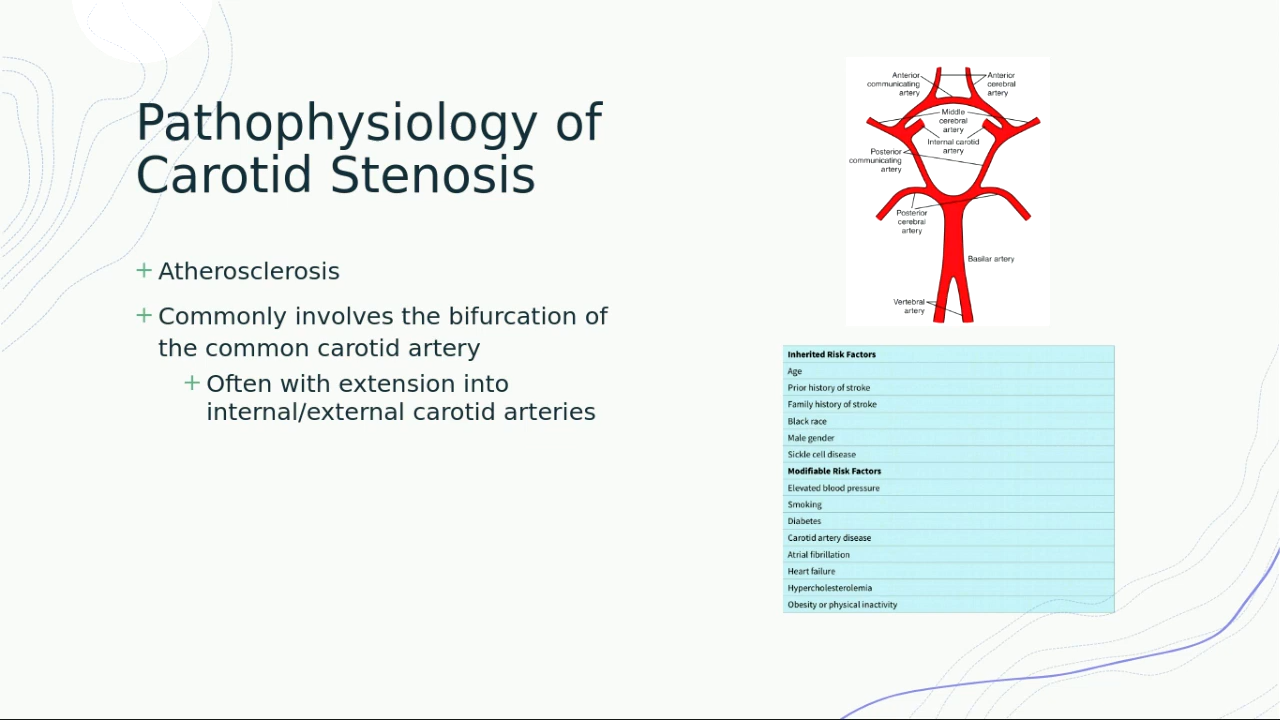 Pathophysiology of
Carotid Stenosis
+ Atherosclerosis
+ Commonly involves the bifurcation of
the common carotid artery
+ Often with extension into
internal/external carotid arteries
Anterior
communicating
artery
Anterior
cerebral
artery
Middle
cerebral
artery
Internal carotid
artery
Posterior
communicating
artery
Posterior
cerebral
artery
Basilar artery
Vertebral
artery
Inherited Risk Factors
Age
Prior history of stroke
Family history of stroke
Black race
Male gender
Sickle cell disease
Modifiable Risk Factors
Elevated blood pressure
Smoking
Diabetes
Carotid artery disease
Atrial fibrillation
Heart failure
Hypercholesterolemia
Obesity or physical inactivity